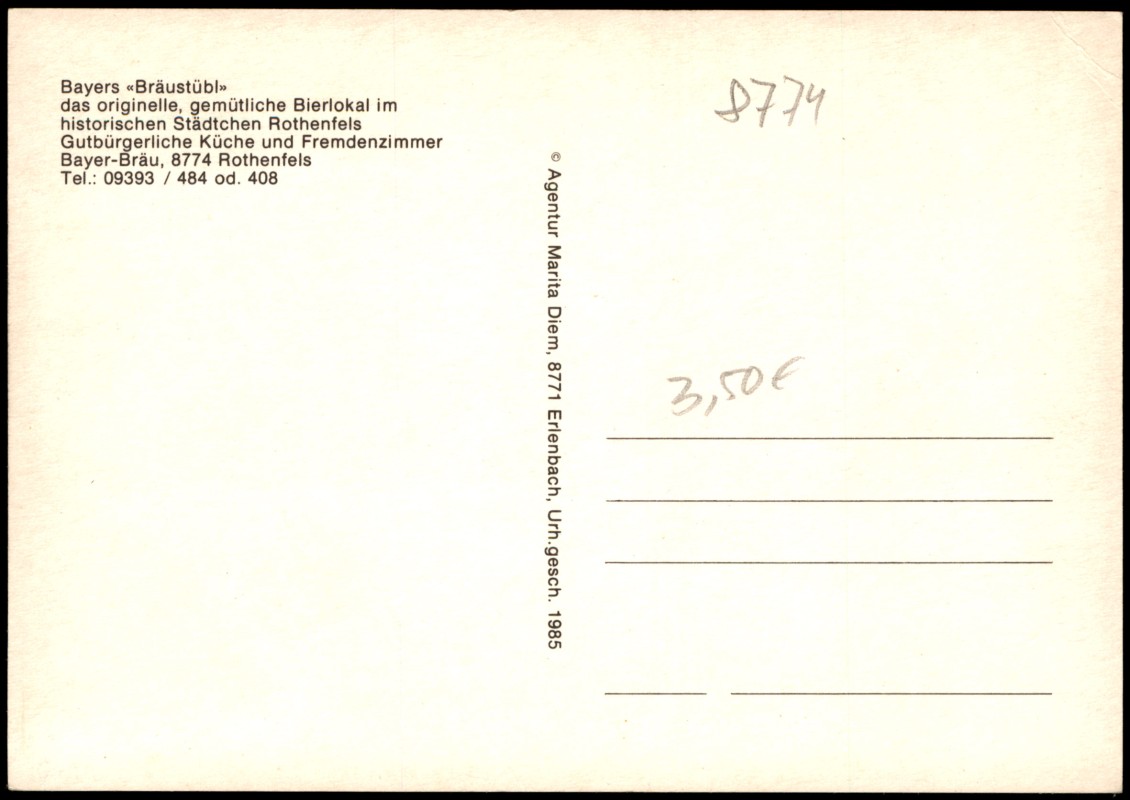 Bayers «Bräustübl»
das originelle, gemütliche Bierlokal im
historischen Städtchen Rothenfels
Gutbürgerliche Küche und Fremdenzimmer
Bayer-Bräu, 8774 Rothenfels
Tel.: 09393 / 484 od. 408
© Agentur Marita Diem, 8771 Erlenbach, Urh.gesch. 1985
8774
3,50€